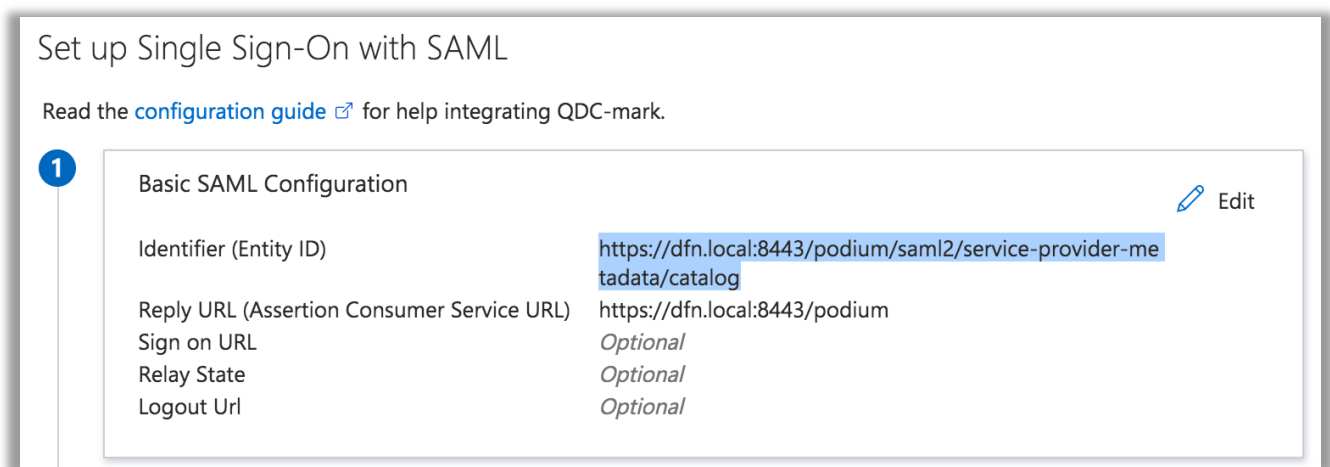 Set up Single Sign-On with SAML
Read the configuration guide for help integrating QDC-mark.
1
Basic SAML Configuration
Edit
Identifier (Entity ID) https://dfn.local:8443/podium/saml2/service-provider-me
tadata/catalog
Reply URL (Assertion Consumer Service URL) https://dfn.local:8443/podium
Sign on URL Optional
Relay State Optional
Logout Url Optional